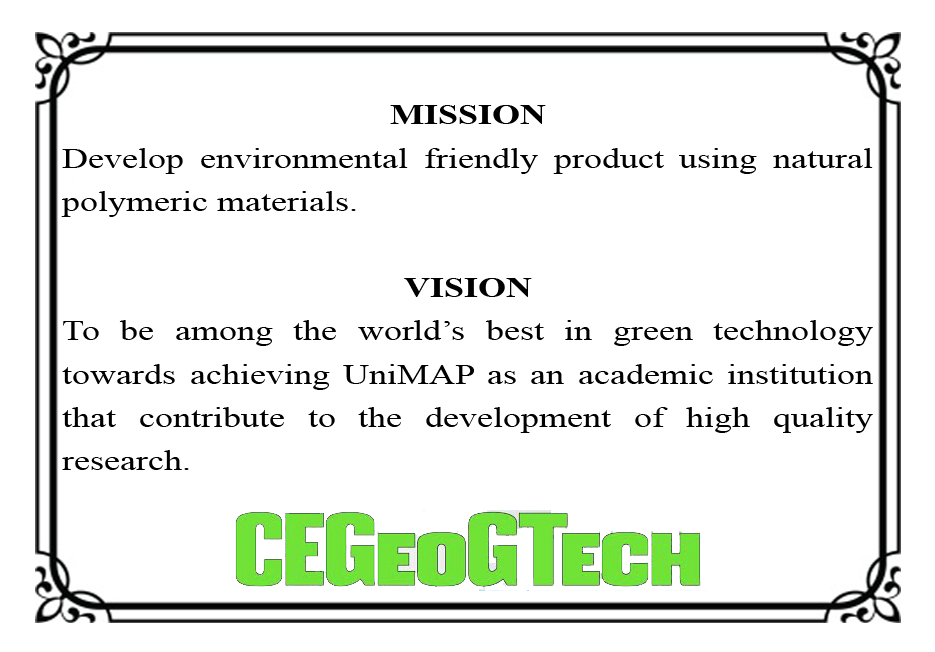 MISSION
Develop environmental friendly product using natural
polymeric materials.
VISION
To be among the world’s best in green technology
towards achieving UniMAP as an academic institution
that contribute to the development of high quality
research.
CEGeoGTech